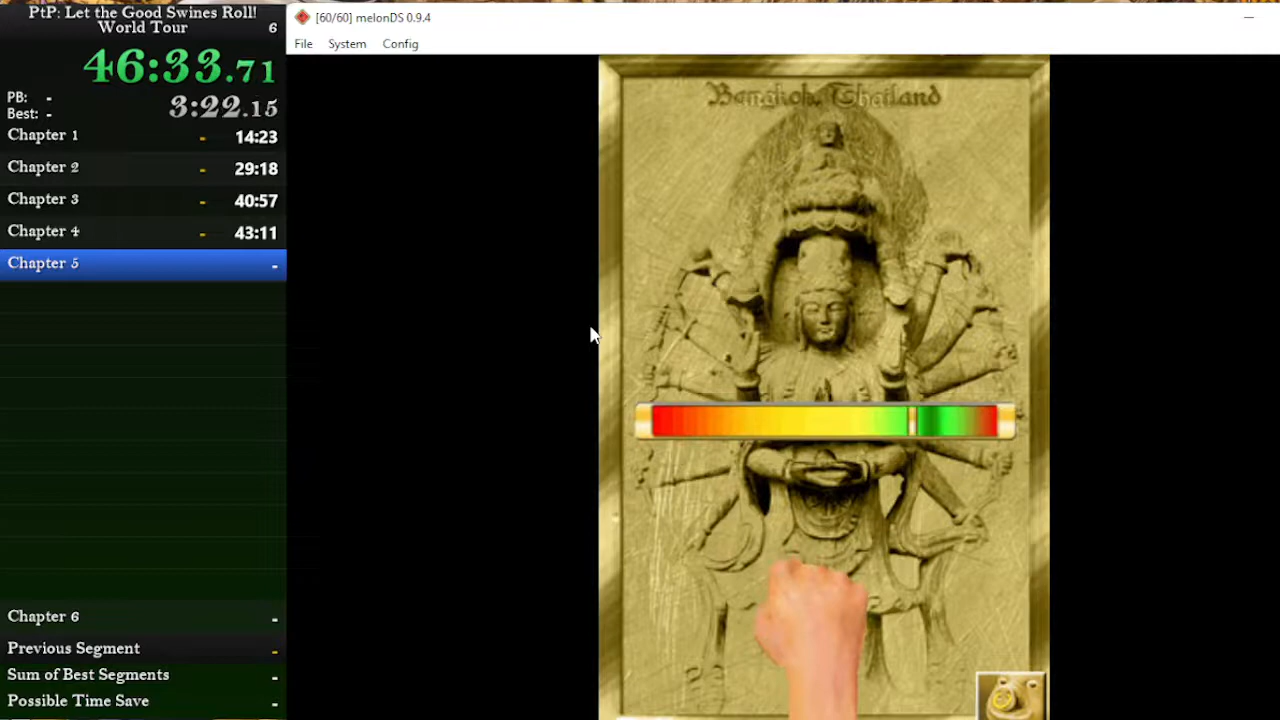 PtP: Let the Good Swines Roll!
World Tour 6
46:33.71
PB: -
3:22.15
Best: -
Chapter 1 - 14:23
Chapter 2 - 29:18
Chapter 3 - 40:57
Chapter 4 - 43:11
Chapter 5 -
Chapter 6 -
Previous Segment -
Sum of Best Segments -
Possible Time Save -
[60/60] melonDS 0.9.4
File System Config
Bangkok, Thailand